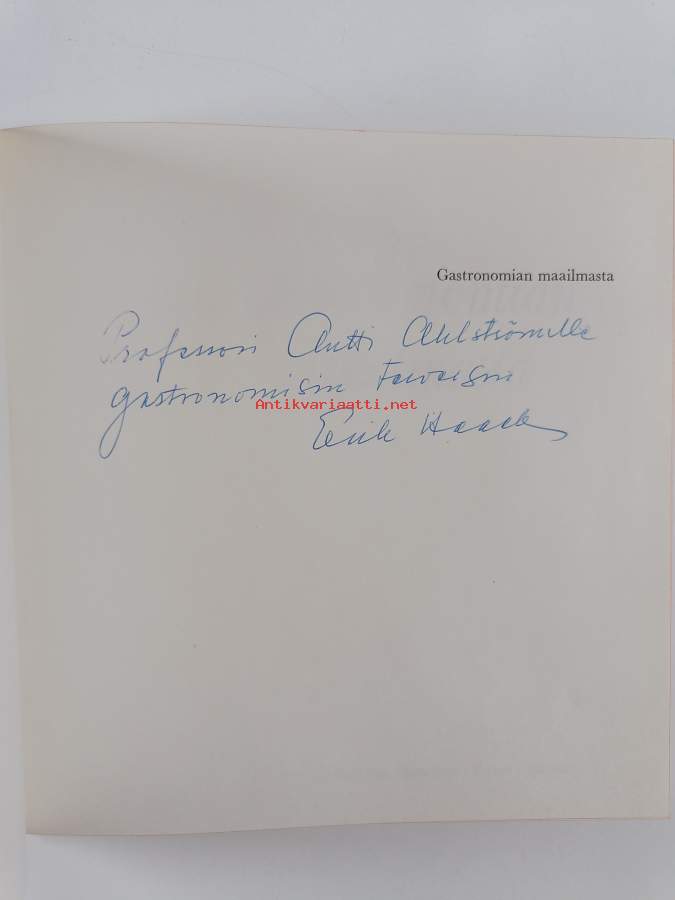 Gastronomian maailmasta
Professori Antti Ahlströmille
gastronomisin terveisin
Antikvariaatti.net
Erik Haack